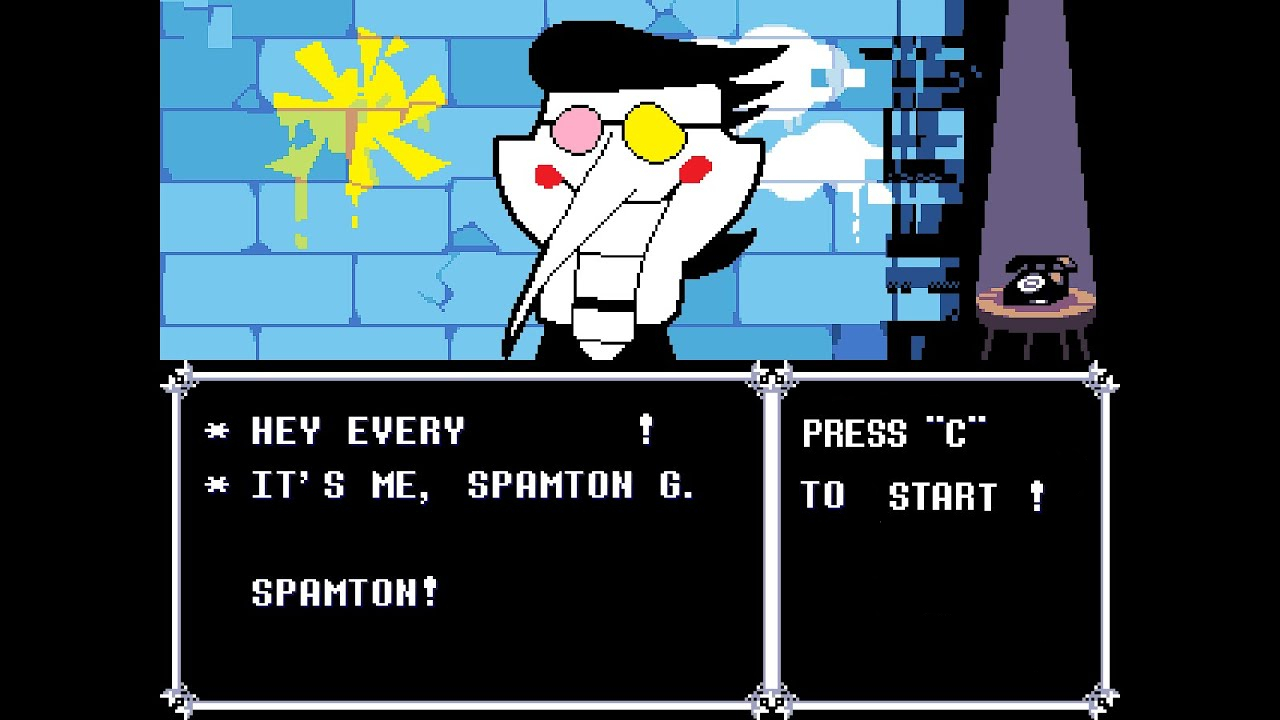 * HEY EVERY !
* IT'S ME, SPAMTON G.
SPAMTON!
PRESS "C"
TO START !